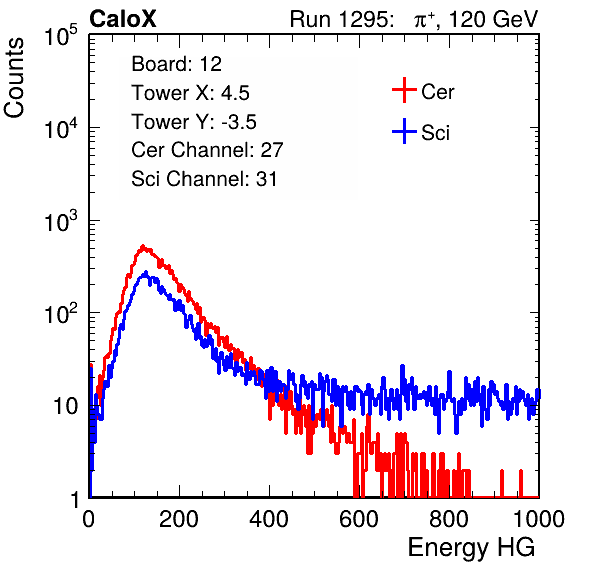 CaloX Run 1295: π⁺, 120 GeV
Counts
Board: 12
Tower X: 4.5
Tower Y: -3.5
Cer Channel: 27
Sci Channel: 31
Cer
Sci
10⁵
10⁴
10³
10²
10
1
0 200 400 600 800 1000
Energy HG